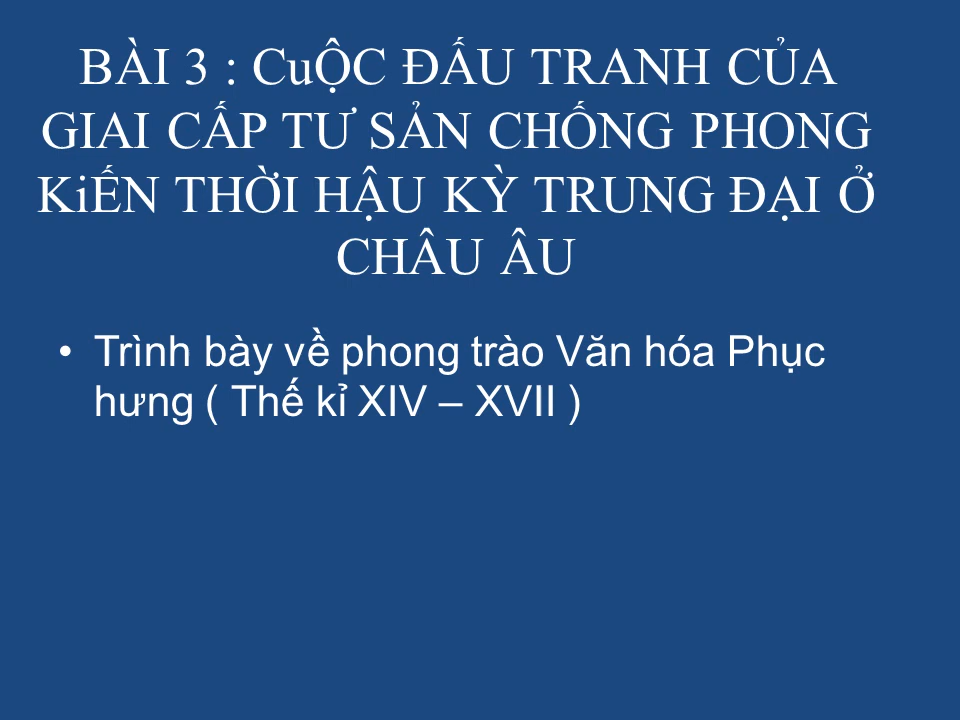 BÀI 3 : CuỘC ĐẤU TRANH CỦA
GIAI CẤP TƯ SẢN CHỐNG PHONG
KiẾN THỜI HẬU KỲ TRUNG ĐẠI Ở
CHÂU ÂU
• Trình bày về phong trào Văn hóa Phục
hưng ( Thế kỉ XIV – XVII )